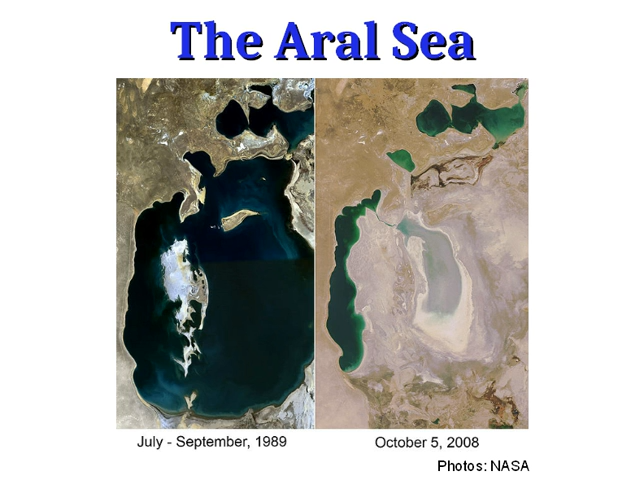 The Aral Sea
July - September, 1989
October 5, 2008
Photos: NASA